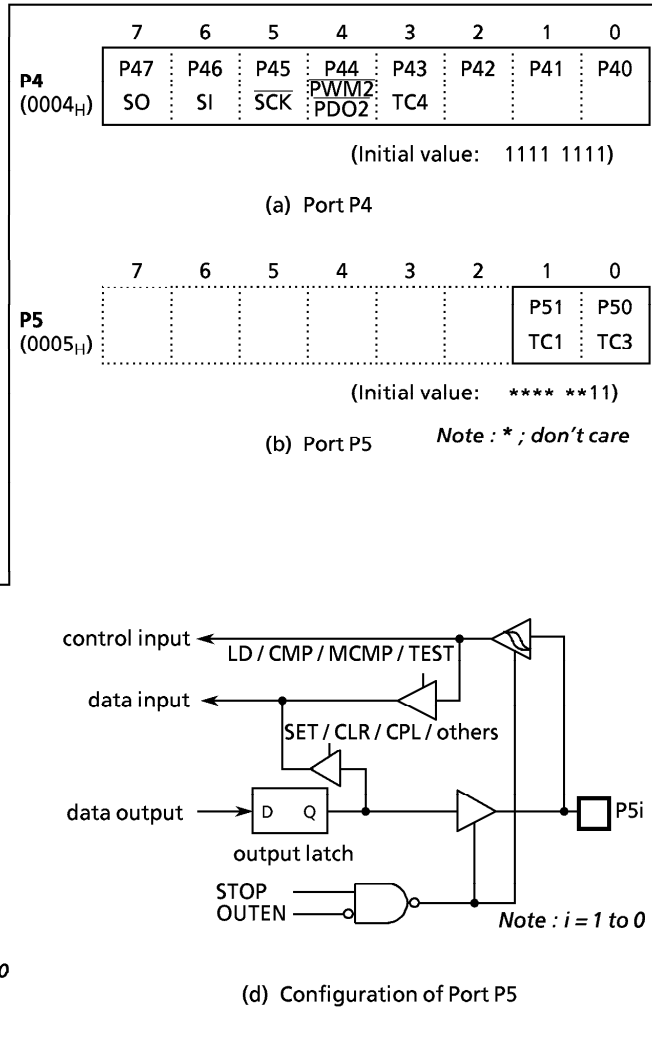 7 6 5 4 3 2 1 0
P4
(0004H)
P47 P46 P45 P44 P43 P42 P41 P40
SO SI SCK PWM2 PDO2 TC4
(Initial value: 1111 1111)
(a) Port P4
7 6 5 4 3 2 1 0
P5
(0005H)
P51 P50
TC1 TC3
(Initial value: **** **11)
(b) Port P5
Note : * ; don't care
control input
LD / CMP / MCMP / TEST
data input
SET / CLR / CPL / others
data output
D Q
P5i
output latch
STOP
OUTEN
Note : i = 1 to 0
0
(d) Configuration of Port P5